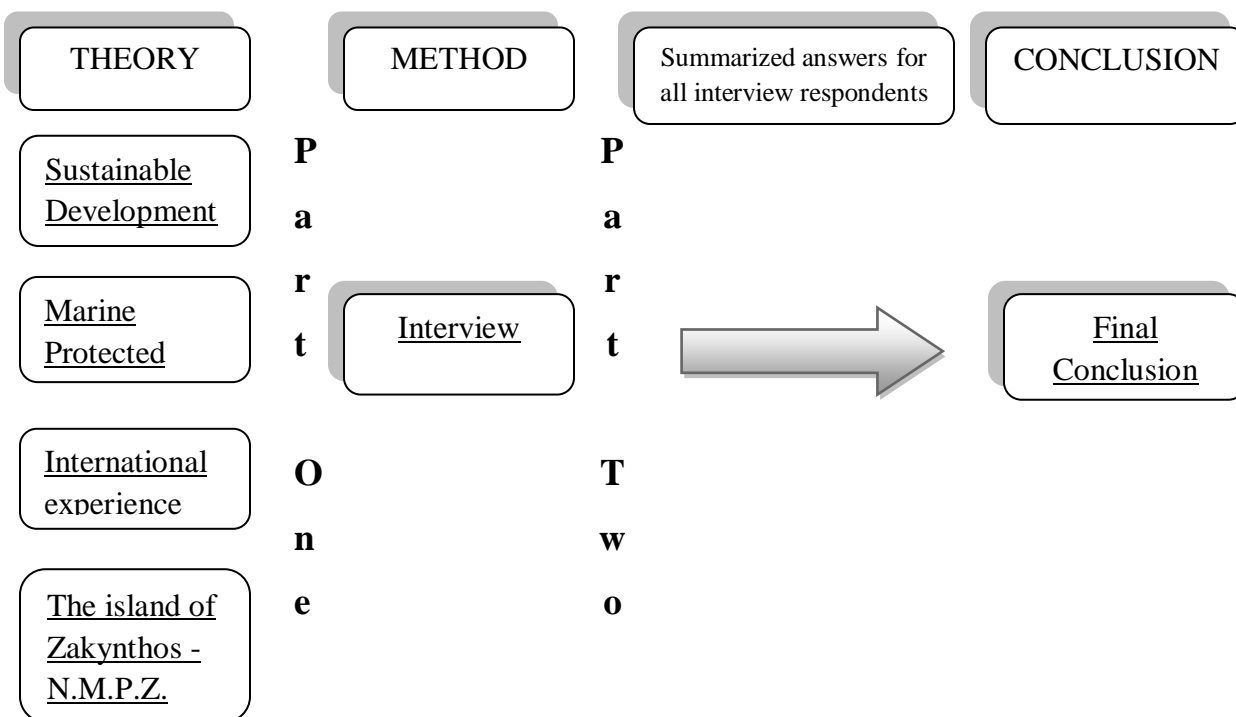 THEORY
METHOD
Summarized answers for
all interview respondents
CONCLUSION
Sustainable
Development
Marine
Protected
International
experience
The island of
Zakynthos -
N.M.P.Z.
P
a
r
t
O
n
e
Interview
P
a
r
t
T
w
o
Final
Conclusion